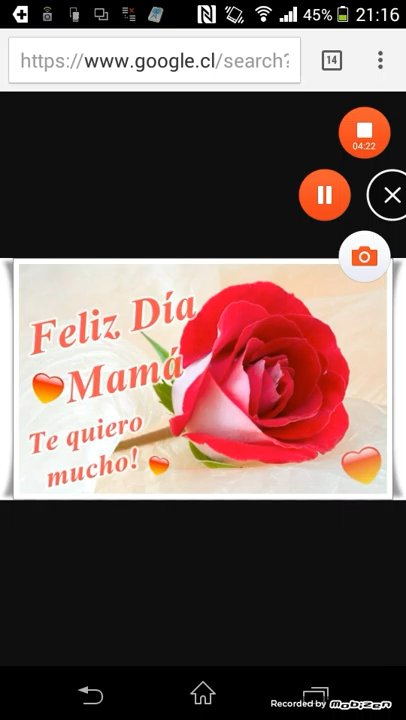 45% 21:16
https://www.google.cl/search?
14
04:22
Feliz Día
Mamá
Te quiero
mucho!
Recorded by Mobizen